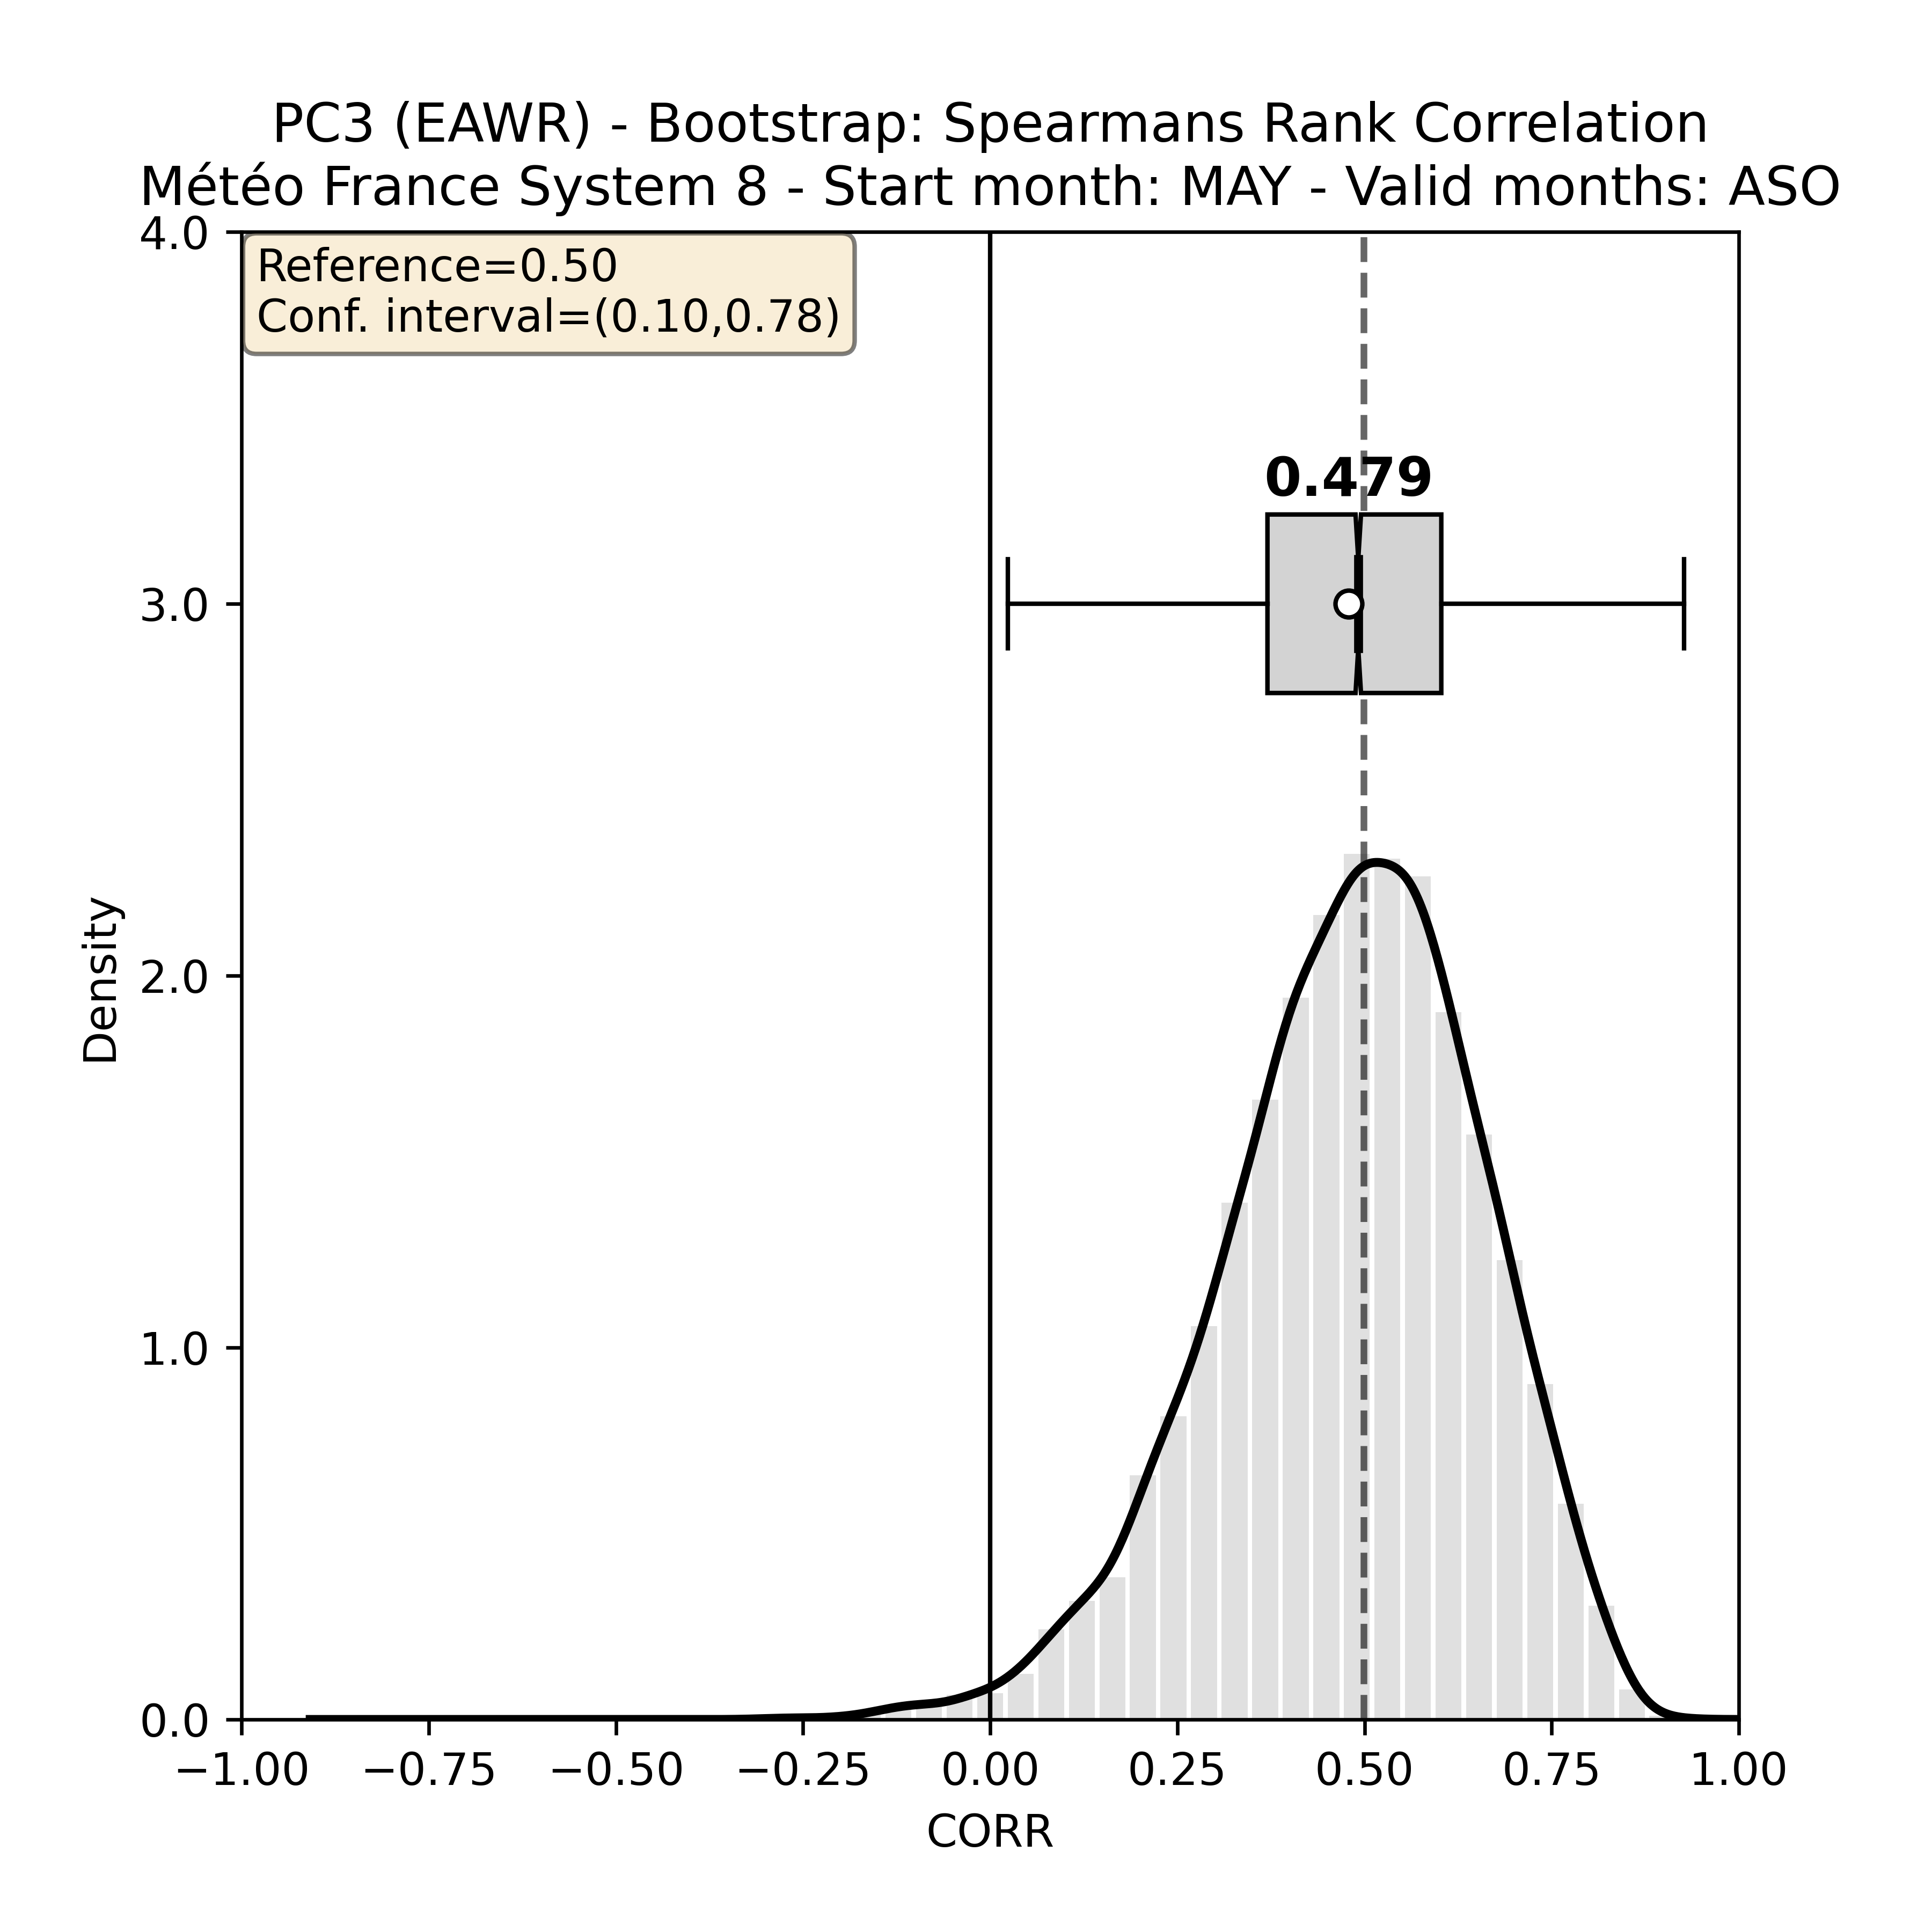 PC3 (EAWR) - Bootstrap: Spearmans Rank Correlation
Météo France System 8 - Start month: MAY - Valid months: ASO
Reference=0.50
Conf. interval=(0.10,0.78)
0.479
4.0
3.0
2.0
1.0
0.0
Density
−1.00 −0.75 −0.50 −0.25 0.00 0.25 0.50 0.75 1.00
CORR